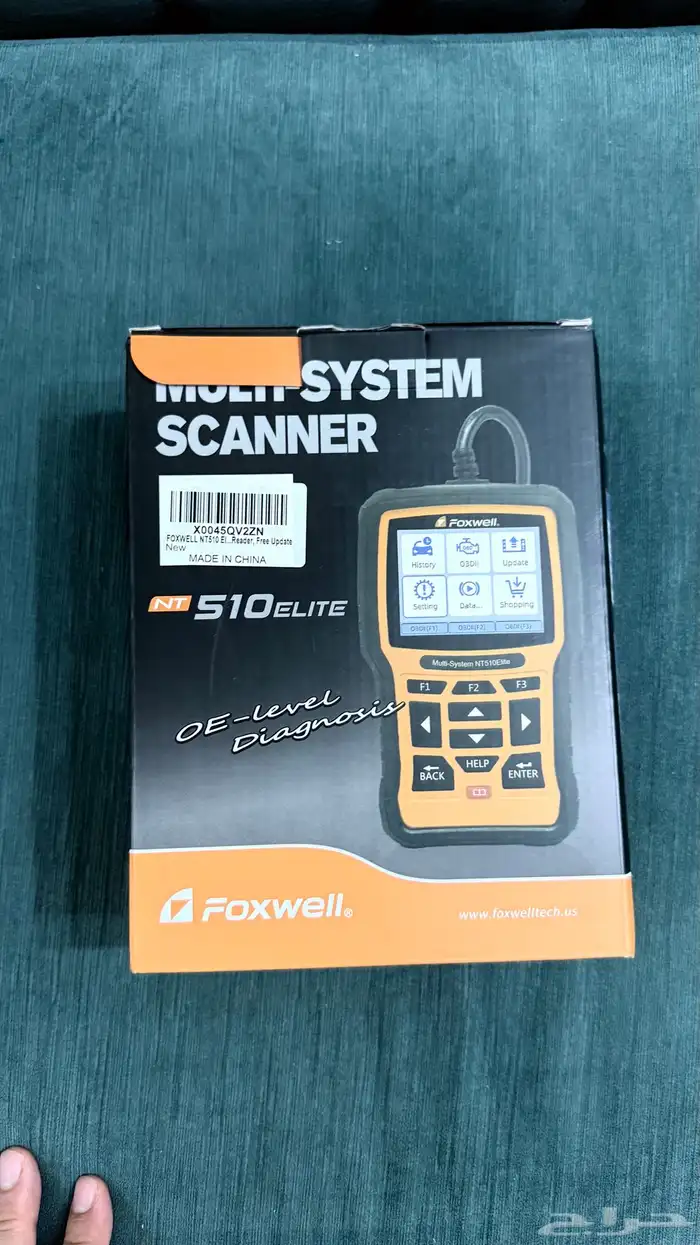 MULTI-SYSTEM
SCANNER
X0045QV2ZN
FOXWELL NT510 El...Reader, Free Update
New
MADE IN CHINA
NT 510 ELITE
OE-level
Diagnosis
FOXWELL
History
OBDII
Update
Setting
Data...
Shopping
Multi-System NT510Elite
F1
F2
F3
BACK
HELP
ENTER
FOXWELL®
www.foxwelltech.us
حراج